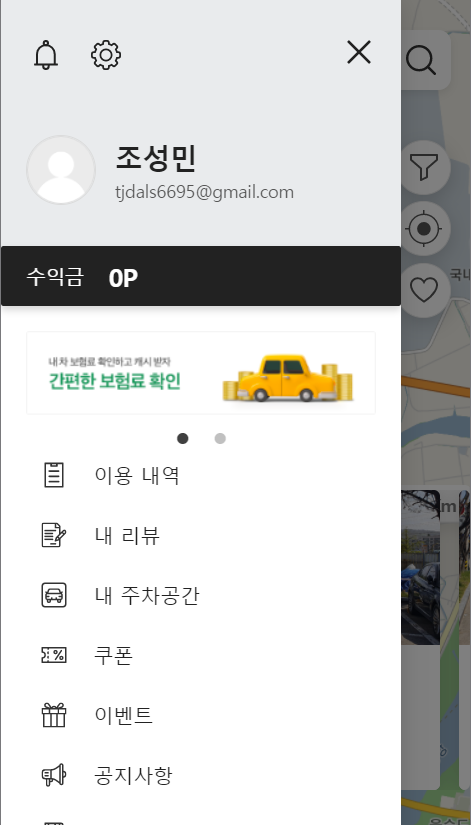 조성민
tjdals6695@gmail.com
수익금 0P
내 차 보험료 확인하고 캐시 받자
간편한 보험료 확인
이용 내역
내 리뷰
내 주차공간
쿠폰
이벤트
공지사항
국내
m